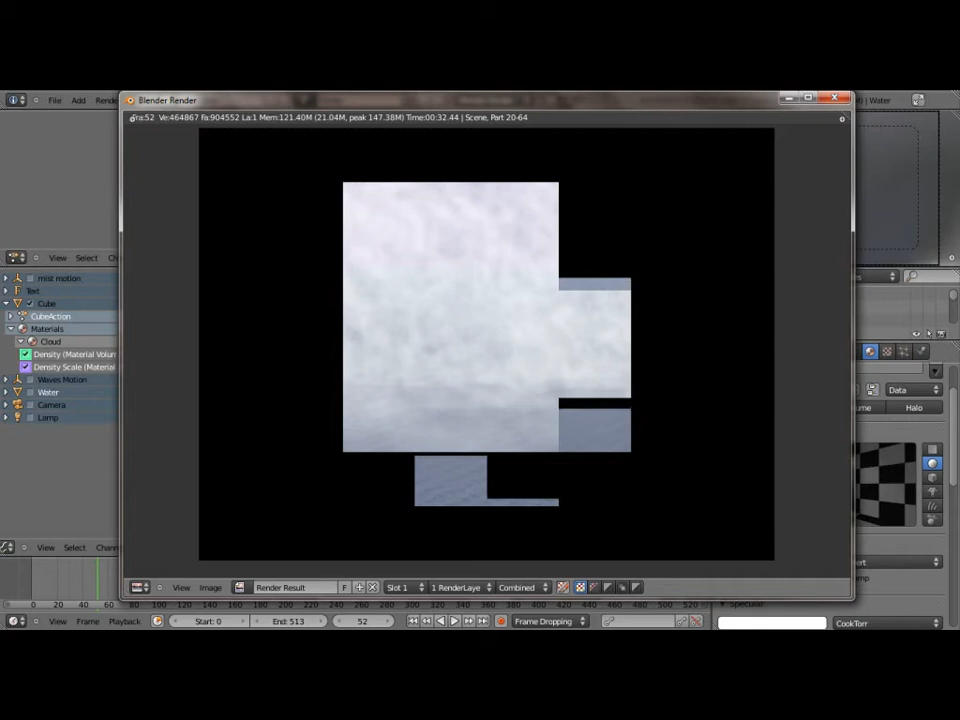 Blender Render
File Add Rende
) | Water
Fra:52 Ve:464867 Fa:904552 La:1 Mem:121.40M (21.04M, peak 147.38M) Time:00:32.44 | Scene, Part 20-64
View Select Ch
mist motion
Text
Cube
CubeAction
Materials
Cloud
Density (Material Volum
Density Scale (Material
Waves Motion
Water
Camera
Lamp
Data
ume Halo
View Select Chann
View Image Render Result F Slot 1 1 RenderLaye Combined
0 20 40 60 80 100 120 140 160 180 200 220 240 260 280 300 320 340 360 380 400 420 440 460 480 500 520
View Frame Playback Start: 0 End: 513 52 Frame Dropping
CookTorr